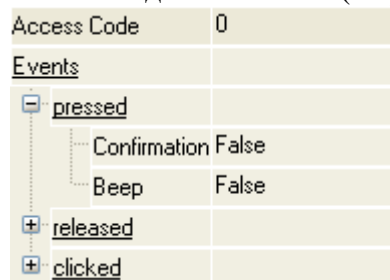 Access Code 0
Events
pressed
Confirmation False
Beep False
released
clicked